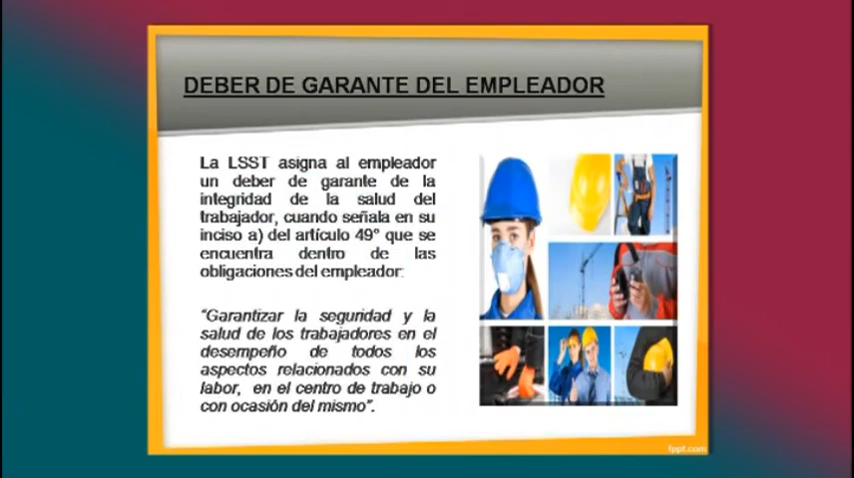 DEBER DE GARANTE DEL EMPLEADOR
La LSST asigna al empleador
un deber de garante de la
integridad de la salud del
trabajador, cuando señala en su
inciso a) del artículo 49° que se
encuentra dentro de las
obligaciones del empleador:
“Garantizar la seguridad y la
salud de los trabajadores en el
desempeño de todos los
aspectos relacionados con su
labor, en el centro de trabajo o
con ocasión del mismo”.
fppt.com